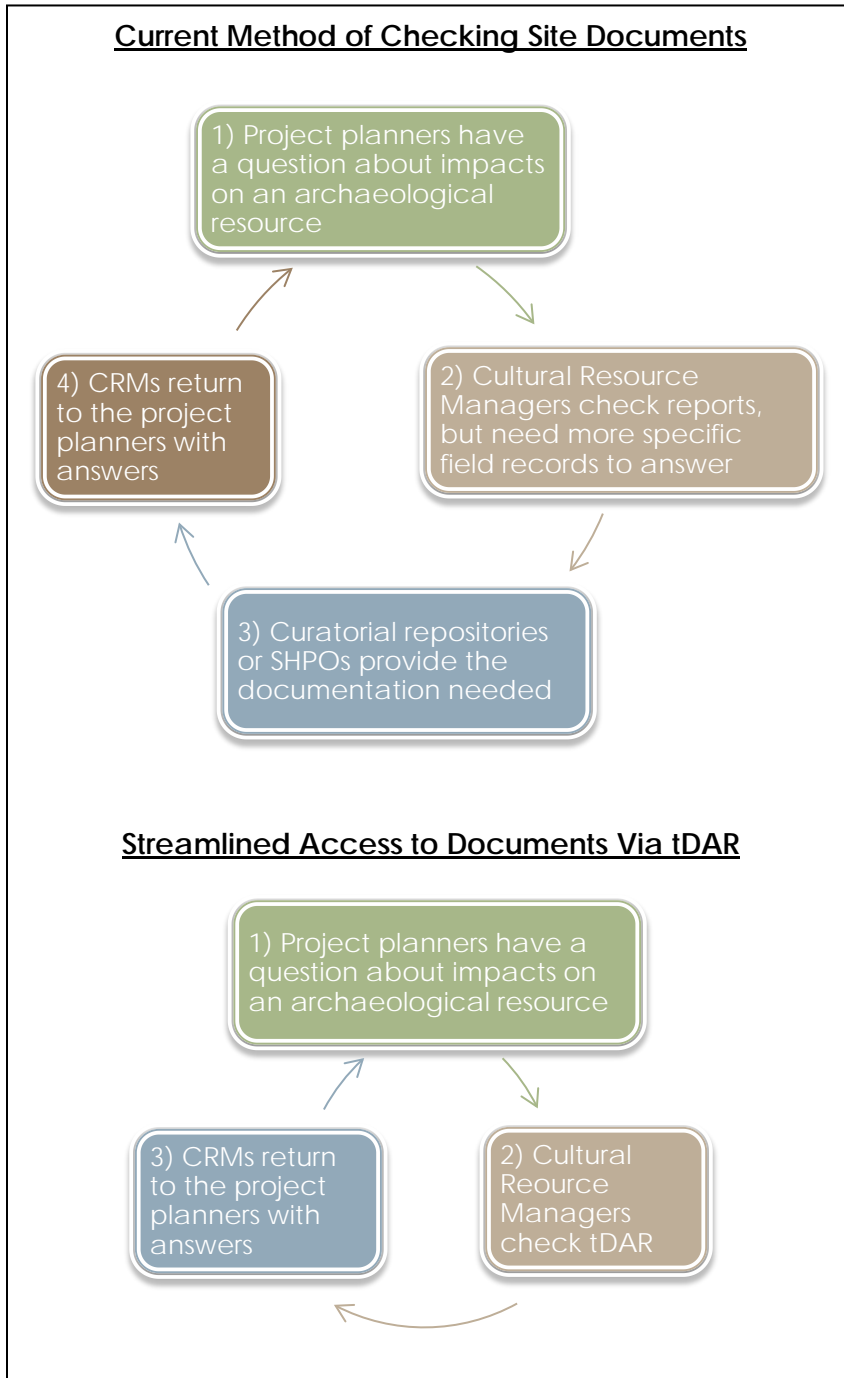 Current Method of Checking Site Documents
1) Project planners have
a question about impacts
on an archaeological
resource
2) Cultural Resource
Managers check reports,
but need more specific
field records to answer
3) Curatorial repositories
or SHPOs provide the
documentation needed
4) CRMs return
to the project
planners with
answers
Streamlined Access to Documents Via tDAR
1) Project planners have a
question about impacts on
an archaeological resource
2) Cultural
Reource
Managers
check tDAR
3) CRMs return
to the project
planners with
answers